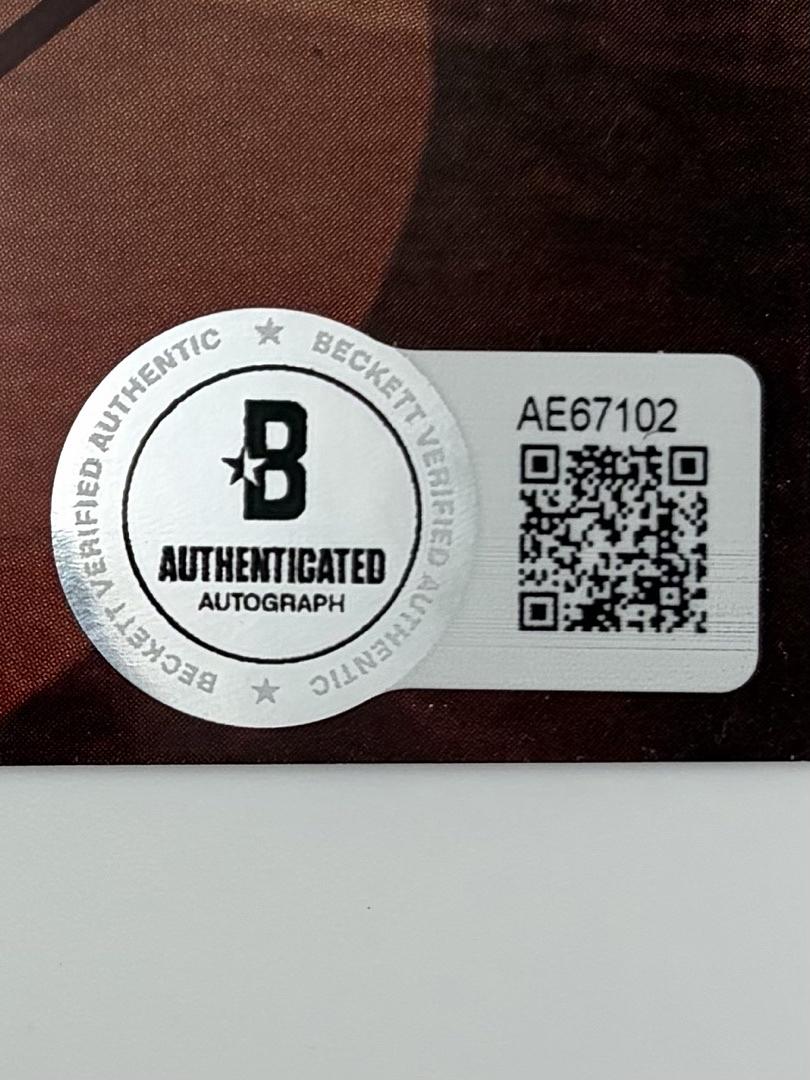 BECKETT VERIFIED AUTHENTIC ★ BECKETT VERIFIED AUTHENTIC ★
B
AUTHENTICATED
AUTOGRAPH
AE67102